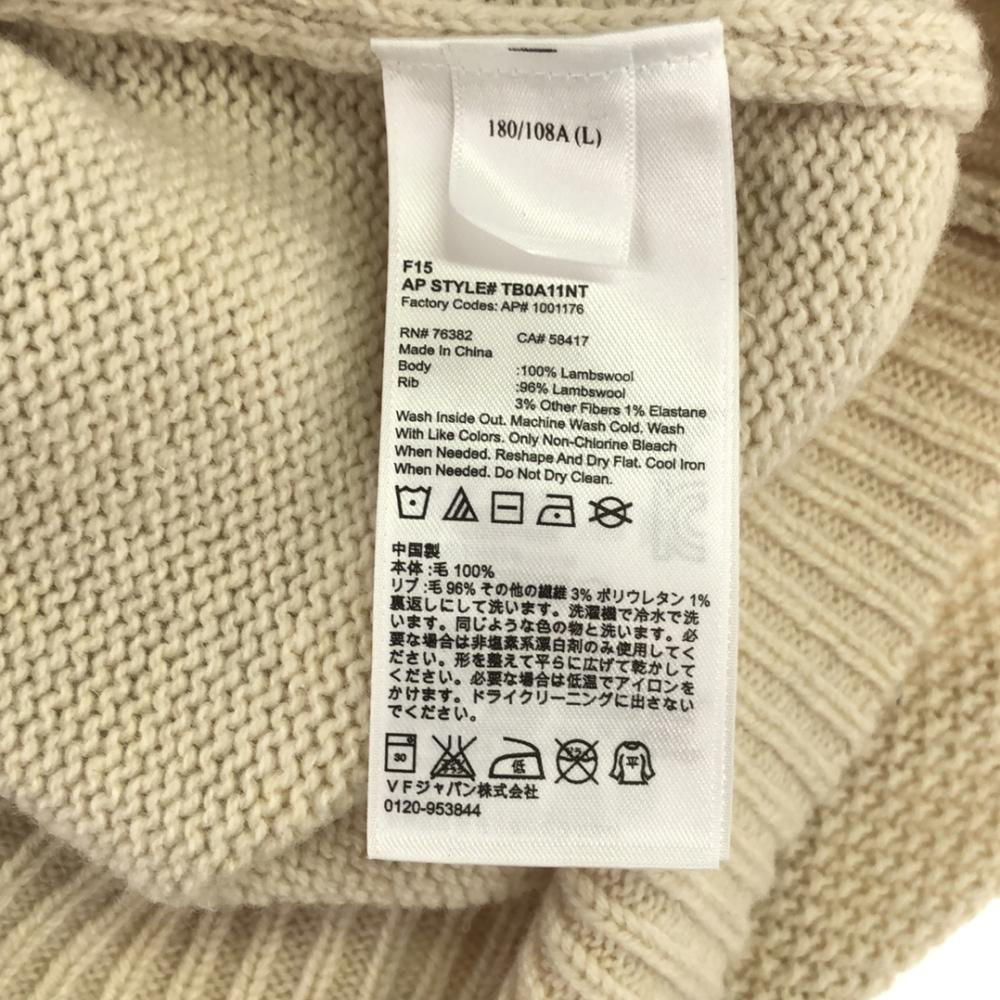 180/108A (L)
F15
AP STYLE# TB0A11NT
Factory Codes: AP# 1001176
RN# 76382 CA# 58417
Made In China
Body :100% Lambswool
Rib :96% Lambswool
3% Other Fibers 1% Elastane
Wash Inside Out. Machine Wash Cold. Wash
With Like Colors. Only Non-Chlorine Bleach
When Needed. Reshape And Dry Flat. Cool Iron
When Needed. Do Not Dry Clean.
中国製
本体 :毛 100%
リブ :毛 96% その他の繊維 3% ポリウレタン 1%
裏返しにして洗います。洗濯機で冷水で洗
います。同じような色の物と洗います。必
要な場合は非塩素系漂白剤のみ使用してく
ださい。形を整えて平らに広げて乾かして
ください。必要な場合は低温でアイロンを
かけます。ドライクリーニングに出さない
でください。
30 低 平
VFジャパン株式会社
0120-953844